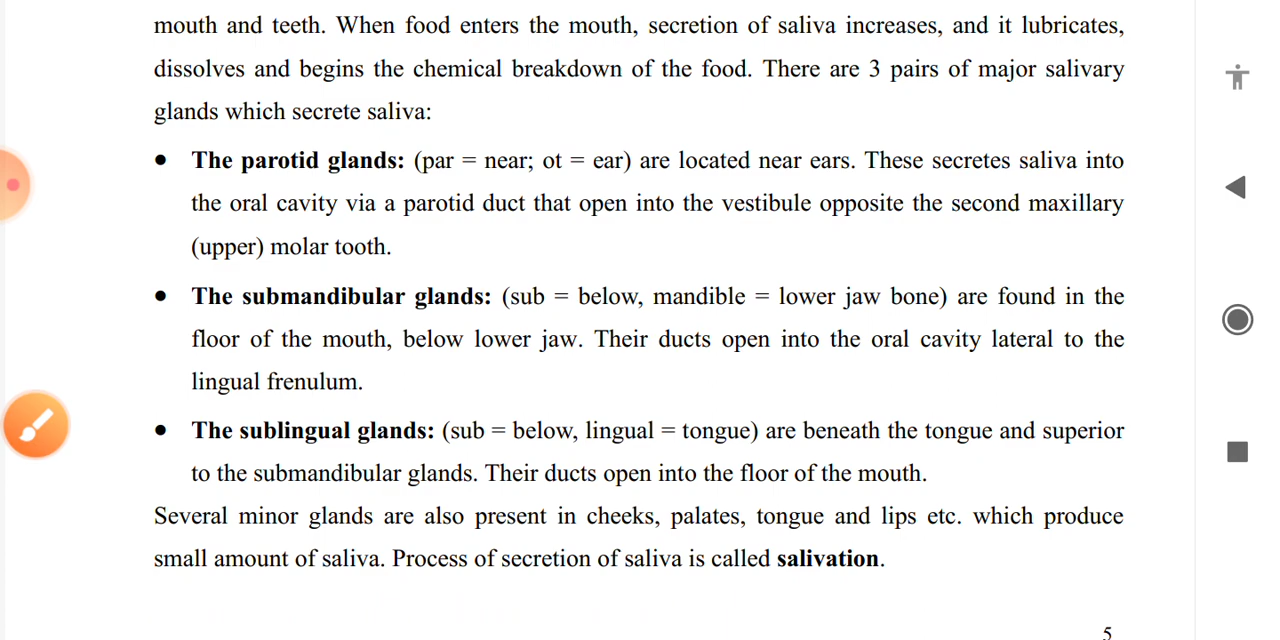 mouth and teeth. When food enters the mouth, secretion of saliva increases, and it lubricates,
dissolves and begins the chemical breakdown of the food. There are 3 pairs of major salivary
glands which secrete saliva:
● The parotid glands: (par = near; ot = ear) are located near ears. These secretes saliva into
the oral cavity via a parotid duct that open into the vestibule opposite the second maxillary
(upper) molar tooth.
● The submandibular glands: (sub = below, mandible = lower jaw bone) are found in the
floor of the mouth, below lower jaw. Their ducts open into the oral cavity lateral to the
lingual frenulum.
● The sublingual glands: (sub = below, lingual = tongue) are beneath the tongue and superior
to the submandibular glands. Their ducts open into the floor of the mouth.
Several minor glands are also present in cheeks, palates, tongue and lips etc. which produce
small amount of saliva. Process of secretion of saliva is called salivation.
5